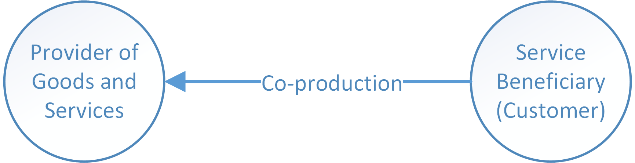 Provider of
Goods and
Services
Co-production
Service
Beneficiary
(Customer)